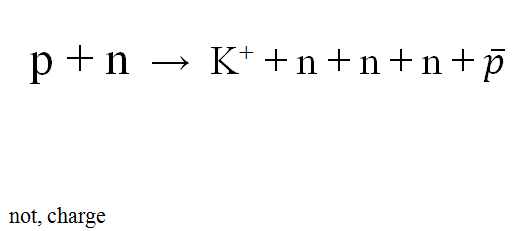 p + n → K⁺ + n + n + n + p̄
not, charge